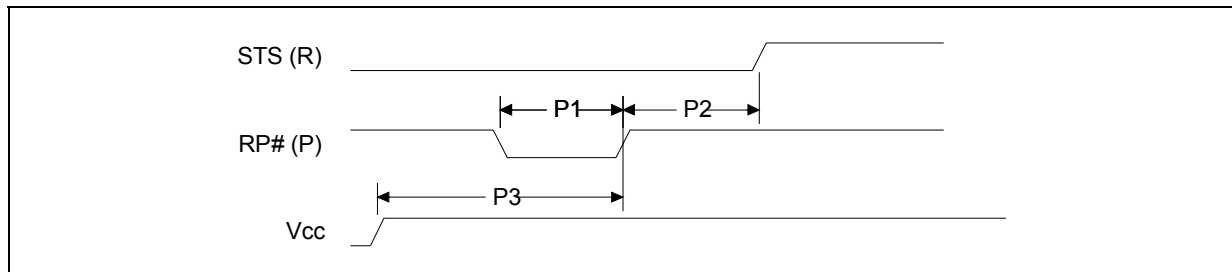 STS (R)
P1
P2
RP# (P)
P3
Vcc